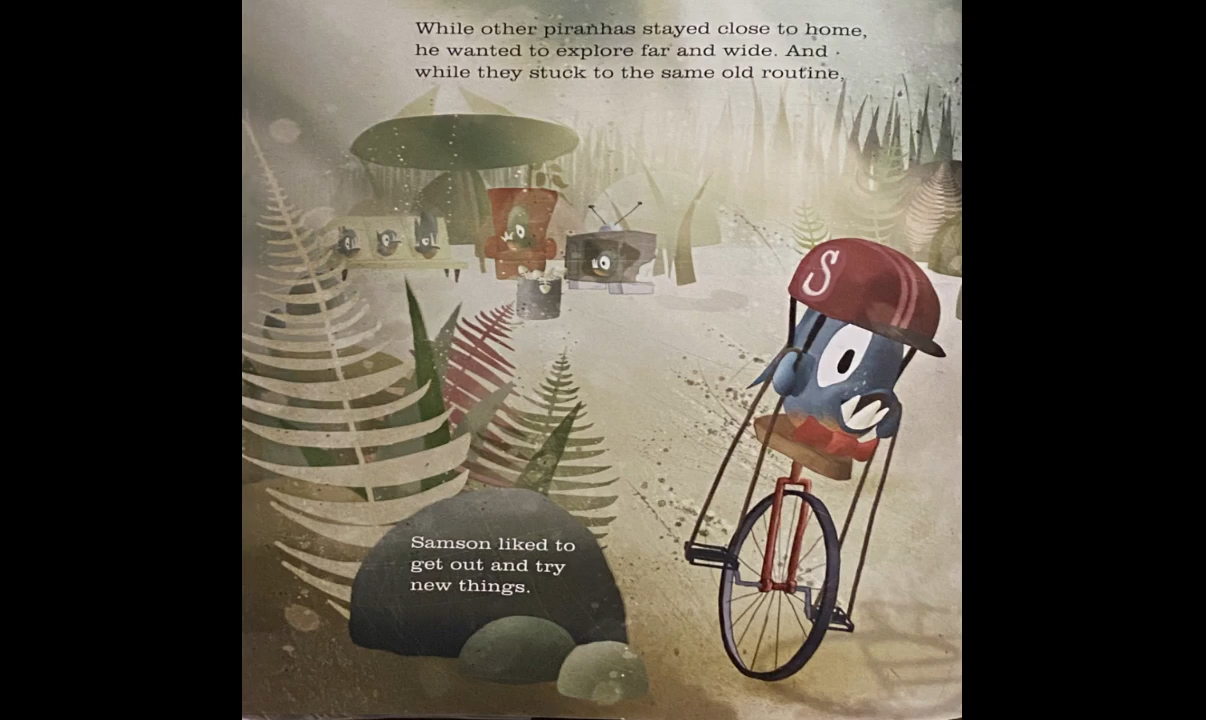 While other piranhas stayed close to home,
he wanted to explore far and wide. And
while they stuck to the same old routine,
S
Samson liked to
get out and try
new things.